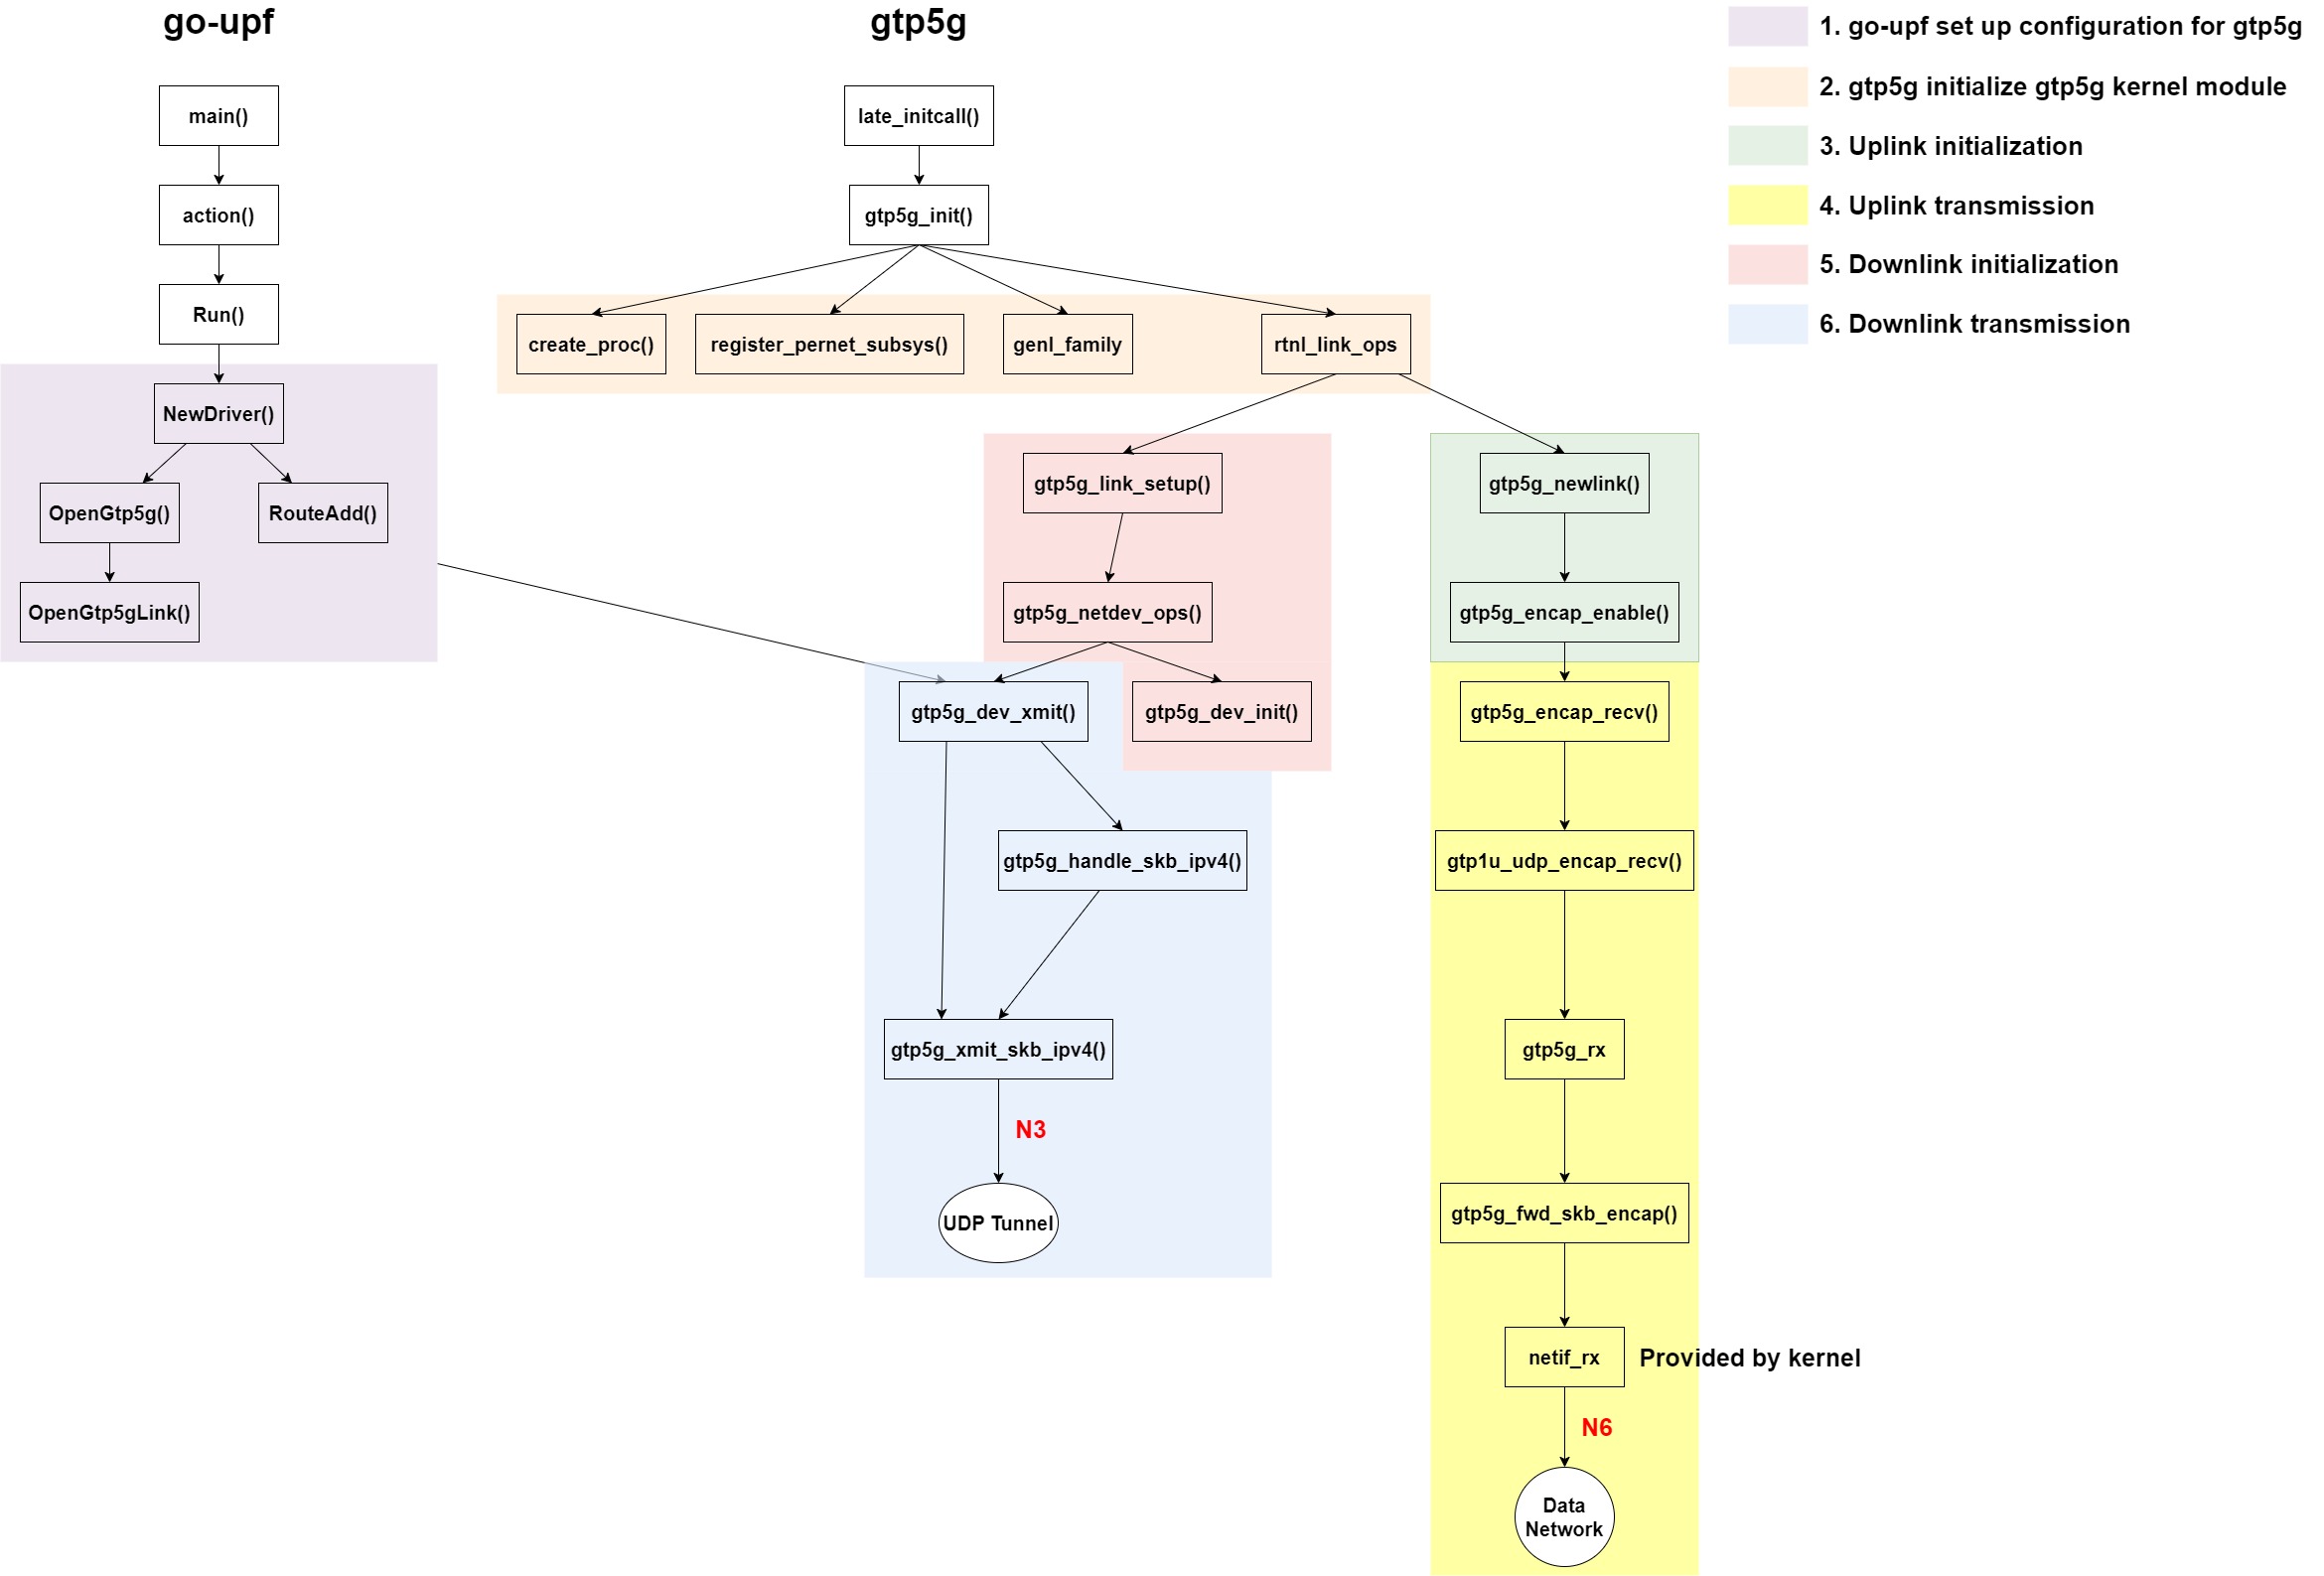 go-upf
gtp5g
1. go-upf set up configuration for gtp5g
2. gtp5g initialize gtp5g kernel module
3. Uplink initialization
4. Uplink transmission
5. Downlink initialization
6. Downlink transmission
main()
action()
Run()
NewDriver()
OpenGtp5g()
RouteAdd()
OpenGtp5gLink()
late_initcall()
gtp5g_init()
create_proc()
register_pernet_subsys()
genl_family
rtnl_link_ops
gtp5g_link_setup()
gtp5g_netdev_ops()
gtp5g_dev_xmit()
gtp5g_dev_init()
gtp5g_handle_skb_ipv4()
gtp5g_xmit_skb_ipv4()
N3
UDP Tunnel
gtp5g_newlink()
gtp5g_encap_enable()
gtp5g_encap_recv()
gtp1u_udp_encap_recv()
gtp5g_rx
gtp5g_fwd_skb_encap()
netif_rx
Provided by kernel
N6
Data
Network